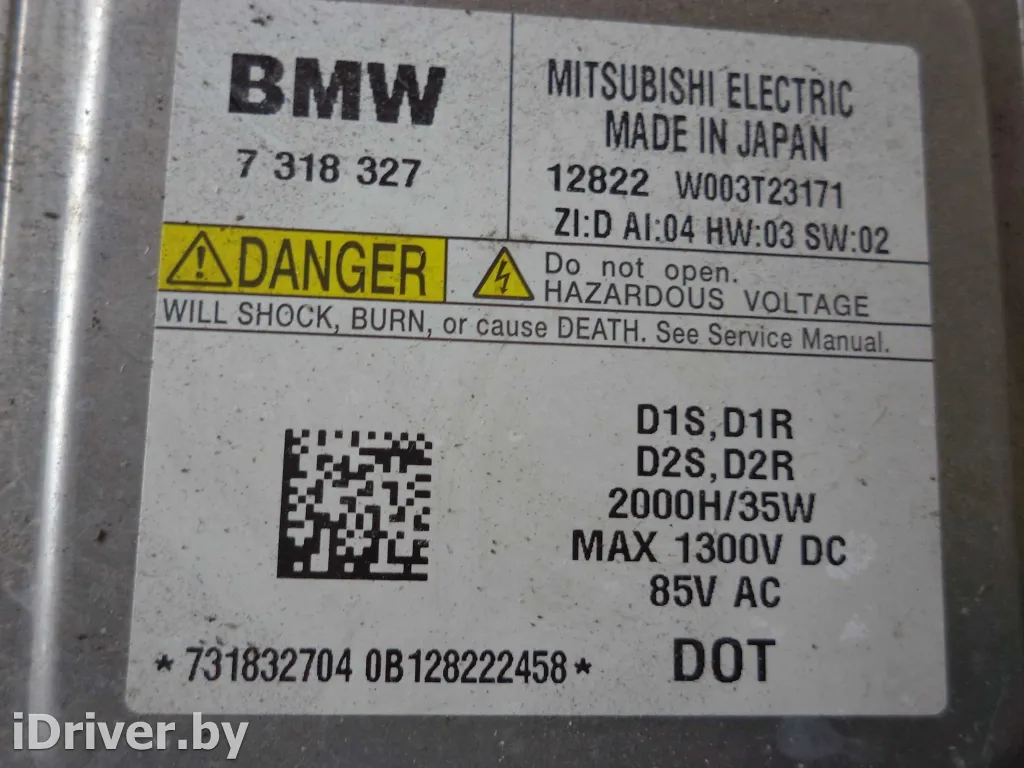 BMW
7 318 327
MITSUBISHI ELECTRIC
MADE IN JAPAN
12822 W003T23171
ZI:D AI:04 HW:03 SW:02
DANGER
Do not open.
HAZARDOUS VOLTAGE
WILL SHOCK, BURN, or cause DEATH. See Service Manual.
D1S,D1R
D2S,D2R
2000H/35W
MAX 1300V DC
85V AC
*731832704 0B128222458*
DOT
iDriver.by